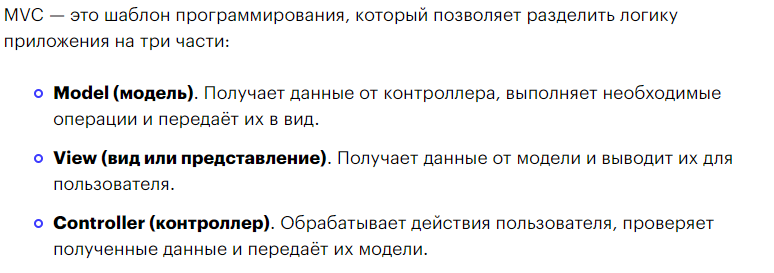 MVC — это шаблон программирования, который позволяет разделить логику
приложения на три части:
Model (модель). Получает данные от контроллера, выполняет необходимые
операции и передаёт их в вид.
View (вид или представление). Получает данные от модели и выводит их для
пользователя.
Controller (контроллер). Обрабатывает действия пользователя, проверяет
полученные данные и передаёт их модели.